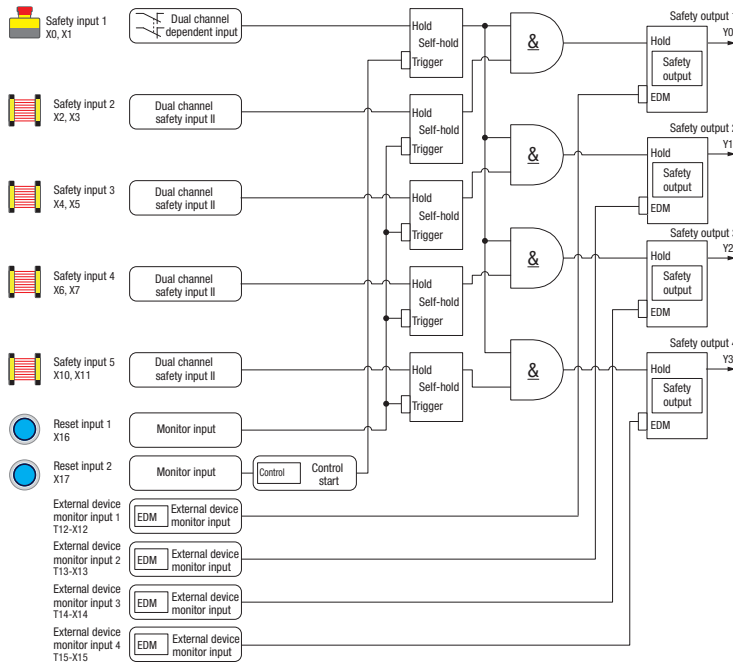 Safety input 1
X0, X1
Dual channel
dependent input
Hold
Self-hold
Trigger
&
Safety output 1
Y0
Hold
Safety
output
EDM
Safety input 2
X2, X3
Dual channel
safety input II
Hold
Self-hold
Trigger
&
Safety output 2
Y1
Hold
Safety
output
EDM
Safety input 3
X4, X5
Dual channel
safety input II
Hold
Self-hold
Trigger
&
Safety output 3
Y2
Hold
Safety
output
EDM
Safety input 4
X6, X7
Dual channel
safety input II
Hold
Self-hold
Trigger
&
Safety output 4
Y3
Hold
Safety
output
EDM
Safety input 5
X10, X11
Dual channel
safety input II
Hold
Self-hold
Trigger
Reset input 1
X16
Monitor input
Reset input 2
X17
Monitor input
Control
Control
start
External device
monitor input 1
T12-X12
EDM
External device
monitor input
External device
monitor input 2
T13-X13
EDM
External device
monitor input
External device
monitor input 3
T14-X14
EDM
External device
monitor input
External device
monitor input 4
T15-X15
EDM
External device
monitor input